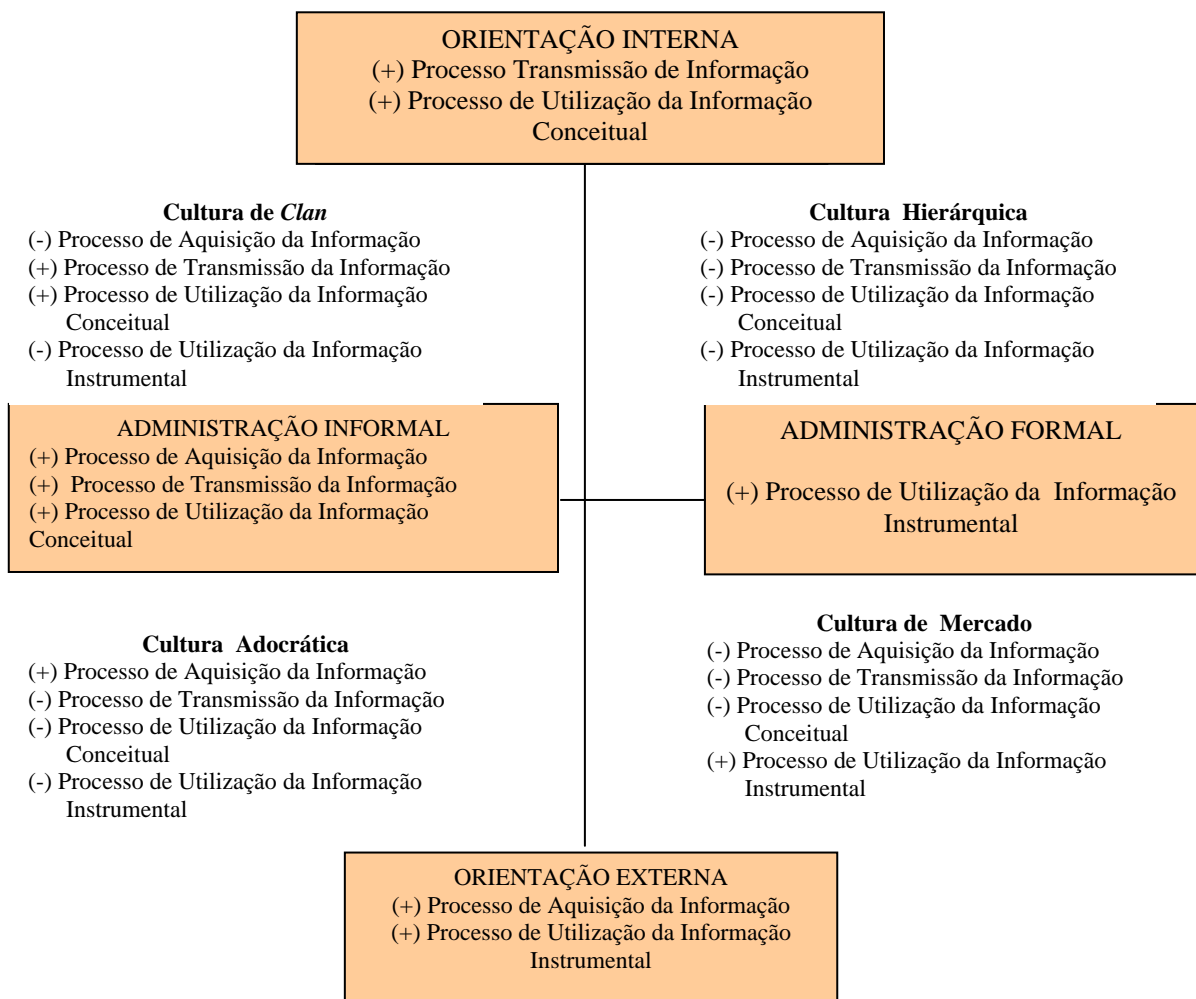 ORIENTAÇÃO INTERNA
(+) Processo Transmissão de Informação
(+) Processo de Utilização da Informação
Conceitual
Cultura de Clan
(-) Processo de Aquisição da Informação
(+) Processo de Transmissão da Informação
(+) Processo de Utilização da Informação
Conceitual
(-) Processo de Utilização da Informação
Instrumental
Cultura Hierárquica
(-) Processo de Aquisição da Informação
(-) Processo de Transmissão da Informação
(-) Processo de Utilização da Informação
Conceitual
(-) Processo de Utilização da Informação
Instrumental
ADMINISTRAÇÃO INFORMAL
(+) Processo de Aquisição da Informação
(+) Processo de Transmissão da Informação
(+) Processo de Utilização da Informação
Conceitual
ADMINISTRAÇÃO FORMAL
(+) Processo de Utilização da Informação
Instrumental
Cultura Adocrática
(+) Processo de Aquisição da Informação
(-) Processo de Transmissão da Informação
(-) Processo de Utilização da Informação
Conceitual
(-) Processo de Utilização da Informação
Instrumental
Cultura de Mercado
(-) Processo de Aquisição da Informação
(-) Processo de Transmissão da Informação
(-) Processo de Utilização da Informação
Conceitual
(+) Processo de Utilização da Informação
Instrumental
ORIENTAÇÃO EXTERNA
(+) Processo de Aquisição da Informação
(+) Processo de Utilização da Informação
Instrumental